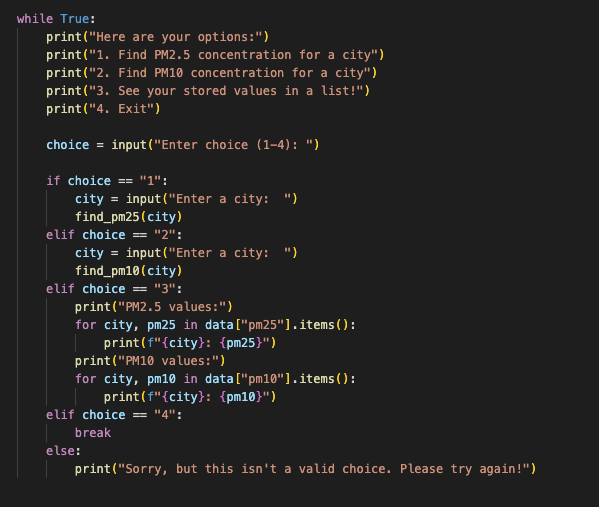 while True:
    print("Here are your options:")
    print("1. Find PM2.5 concentration for a city")
    print("2. Find PM10 concentration for a city")
    print("3. See your stored values in a list!")
    print("4. Exit")

    choice = input("Enter choice (1-4): ")

    if choice == "1":
        city = input("Enter a city:  ")
        find_pm25(city)
    elif choice == "2":
        city = input("Enter a city:  ")
        find_pm10(city)
    elif choice == "3":
        print("PM2.5 values:")
        for city, pm25 in data["pm25"].items():
            print(f"{city}: {pm25}")
        print("PM10 values:")
        for city, pm10 in data["pm10"].items():
            print(f"{city}: {pm10}")
    elif choice == "4":
        break
    else:
        print("Sorry, but this isn't a valid choice. Please try again!")